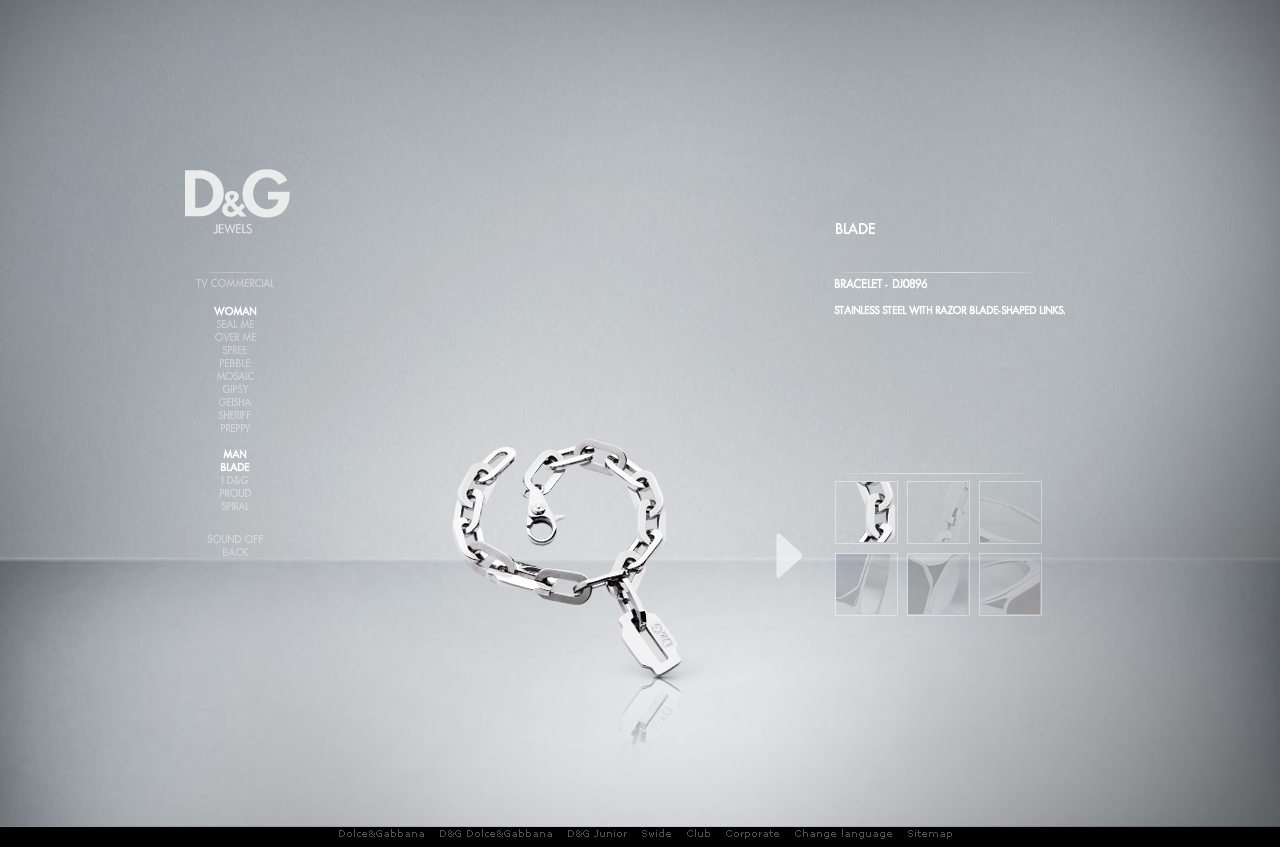 D&G
JEWELS
TV COMMERCIAL
WOMAN
SEAL ME
OVER ME
SPREE
PEBBLE
MOSAIC
GIPSY
GEISHA
SHERIFF
PREPPY
MAN
BLADE
I D&G
PROUD
SPIRAL
SOUND OFF
BACK
BLADE
BRACELET - DJ0896
STAINLESS STEEL WITH RAZOR BLADE-SHAPED LINKS.
D&G
Dolce&Gabbana D&G Dolce&Gabbana D&G Junior Swide Club Corporate Change language Sitemap